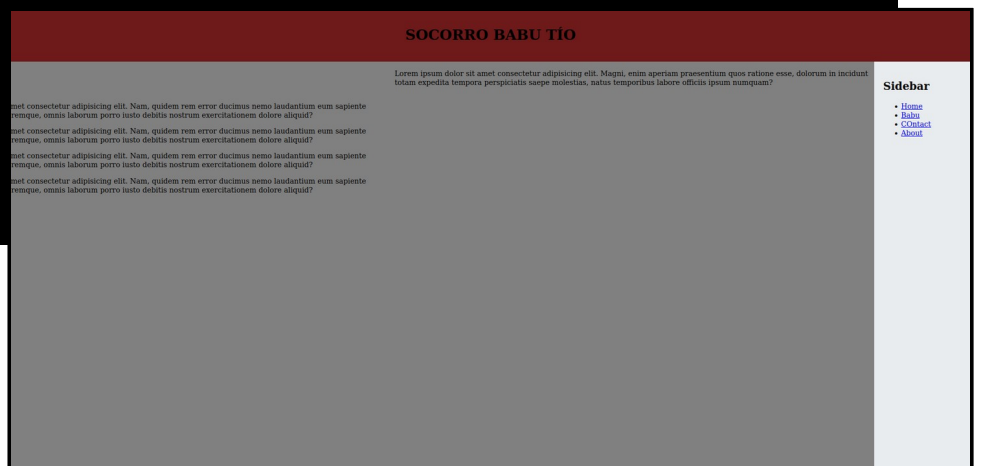 SOCORRO BABU TÍO
met consectetur adipisicing elit. Nam, quidem rem error ducimus nemo laudantium eum sapiente
remque, omnis laborum porro iusto debitis nostrum exercitationem dolore aliquid?
met consectetur adipisicing elit. Nam, quidem rem error ducimus nemo laudantium eum sapiente
remque, omnis laborum porro iusto debitis nostrum exercitationem dolore aliquid?
met consectetur adipisicing elit. Nam, quidem rem error ducimus nemo laudantium eum sapiente
remque, omnis laborum porro iusto debitis nostrum exercitationem dolore aliquid?
met consectetur adipisicing elit. Nam, quidem rem error ducimus nemo laudantium eum sapiente
remque, omnis laborum porro iusto debitis nostrum exercitationem dolore aliquid?
Lorem ipsum dolor sit amet consectetur adipisicing elit. Magni, enim aperiam praesentium quos ratione esse, dolorum in incidunt
totam expedita tempora perspiciatis saepe molestias, natus temporibus labore officiis ipsum numquam?
Sidebar
Home
Babu
COntact
About